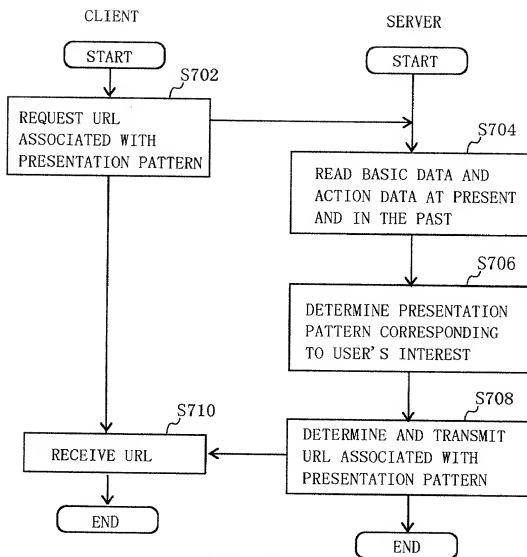 CLIENT
SERVER
START
START
S702
REQUEST URL
ASSOCIATED WITH
PRESENTATION PATTERN
S704
READ BASIC DATA AND
ACTION DATA AT PRESENT
AND IN THE PAST
S706
DETERMINE PRESENTATION
PATTERN CORRESPONDING
TO USER'S INTEREST
S708
DETERMINE AND TRANSMIT
URL ASSOCIATED WITH
PRESENTATION PATTERN
S710
RECEIVE URL
END
END